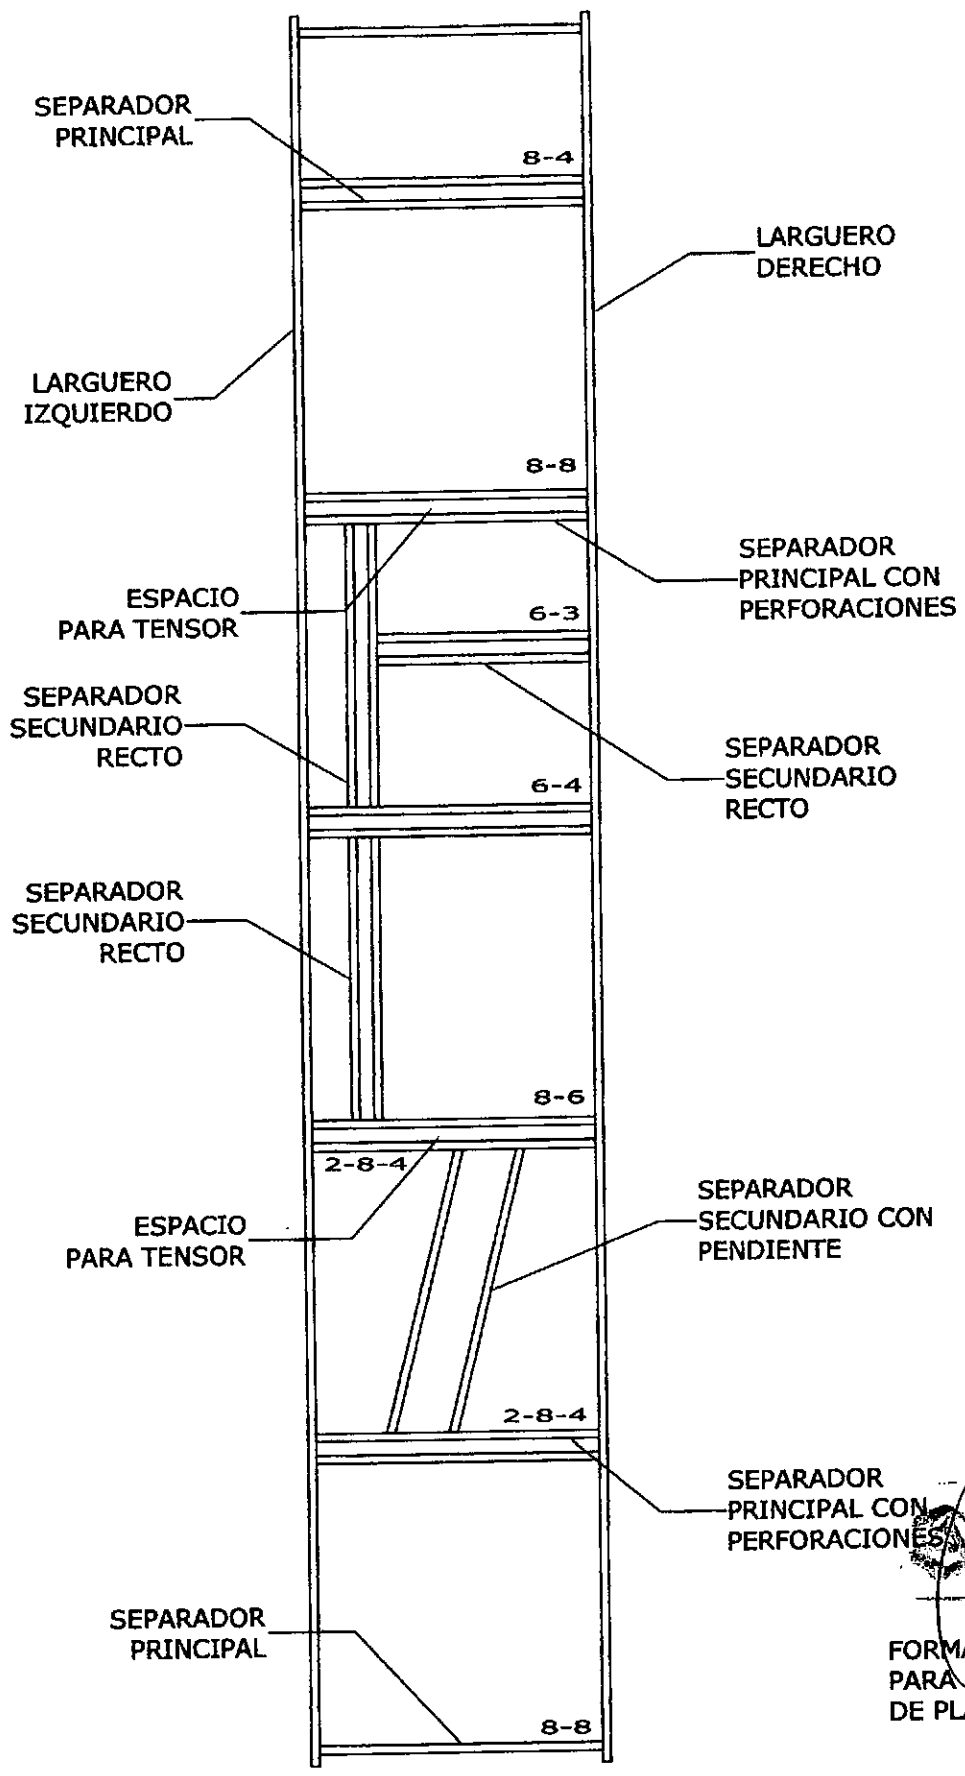 SEPARADOR
PRINCIPAL
8-4
LARGUERO
DERECHO
LARGUERO
IZQUIERDO
8-8
SEPARADOR
PRINCIPAL CON
PERFORACIONES
ESPACIO
PARA TENSOR
6-3
SEPARADOR
SECUNDARIO
RECTO
SEPARADOR
SECUNDARIO
RECTO
6-4
SEPARADOR
SECUNDARIO
RECTO
8-6
2-8-4
SEPARADOR
SECUNDARIO CON
PENDIENTE
ESPACIO
PARA TENSOR
2-8-4
SEPARADOR
PRINCIPAL CON
PERFORACIONES
SEPARADOR
PRINCIPAL
PARA
DE
8-8